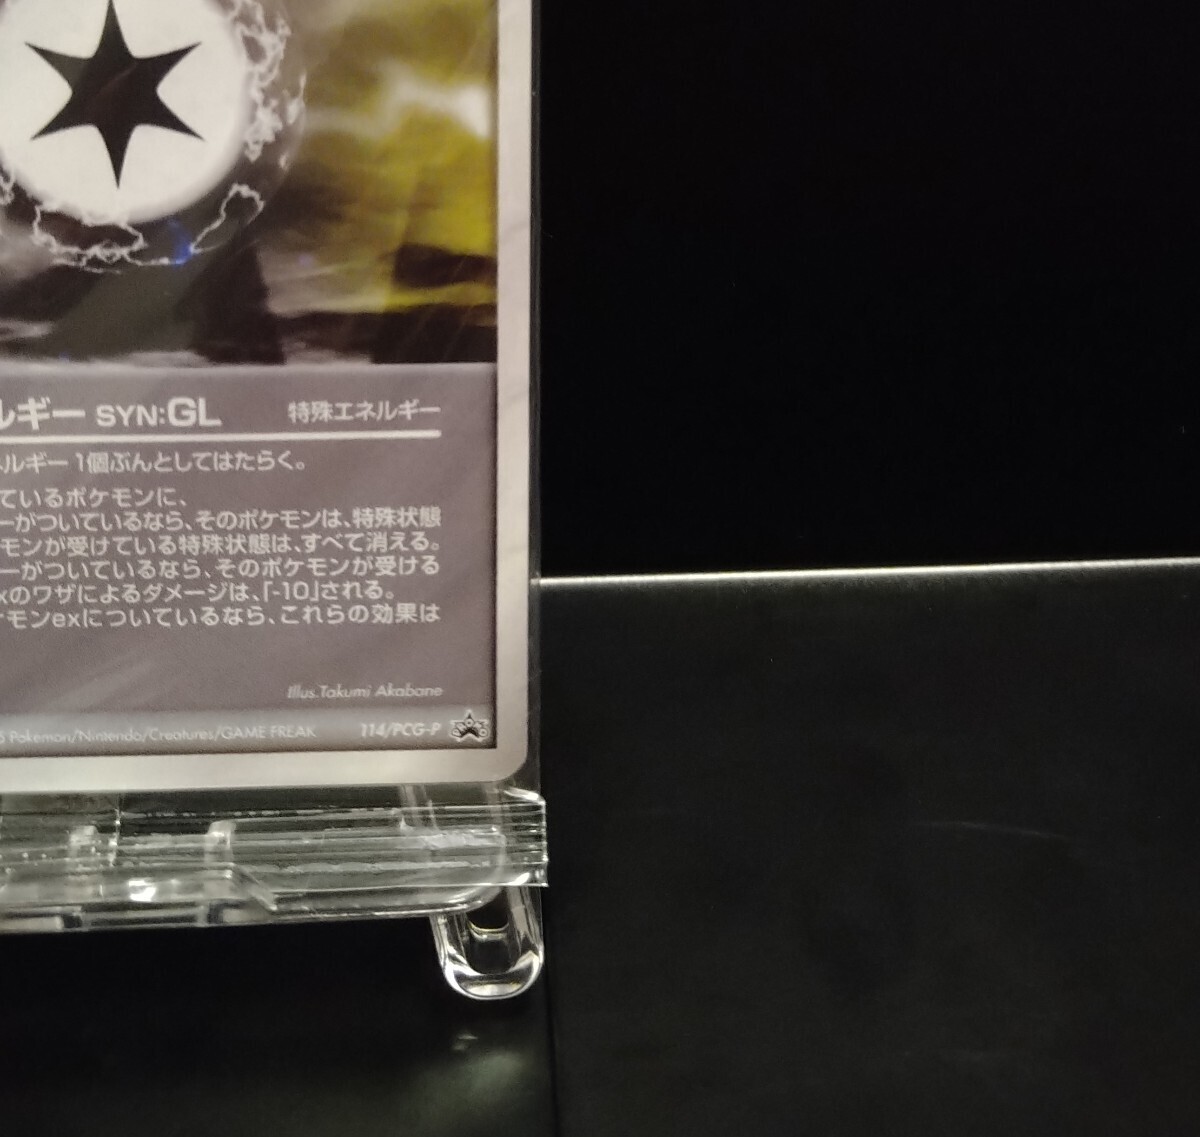 ルギー SYN:GL 特殊エネルギー
ネルギー 1個ぶんとしてはたらく。
ているポケモンに、
ーがついているなら、そのポケモンは、特殊状態
モンが受けている特殊状態は、すべて消える。
ーがついているなら、そのポケモンが受ける
xのワザによるダメージは、「-10」される。
ケモンexについているなら、これらの効果は
Illus.Takumi Akabane
Pokémon/Nintendo/Creatures/GAME FREAK 114/PCG-P